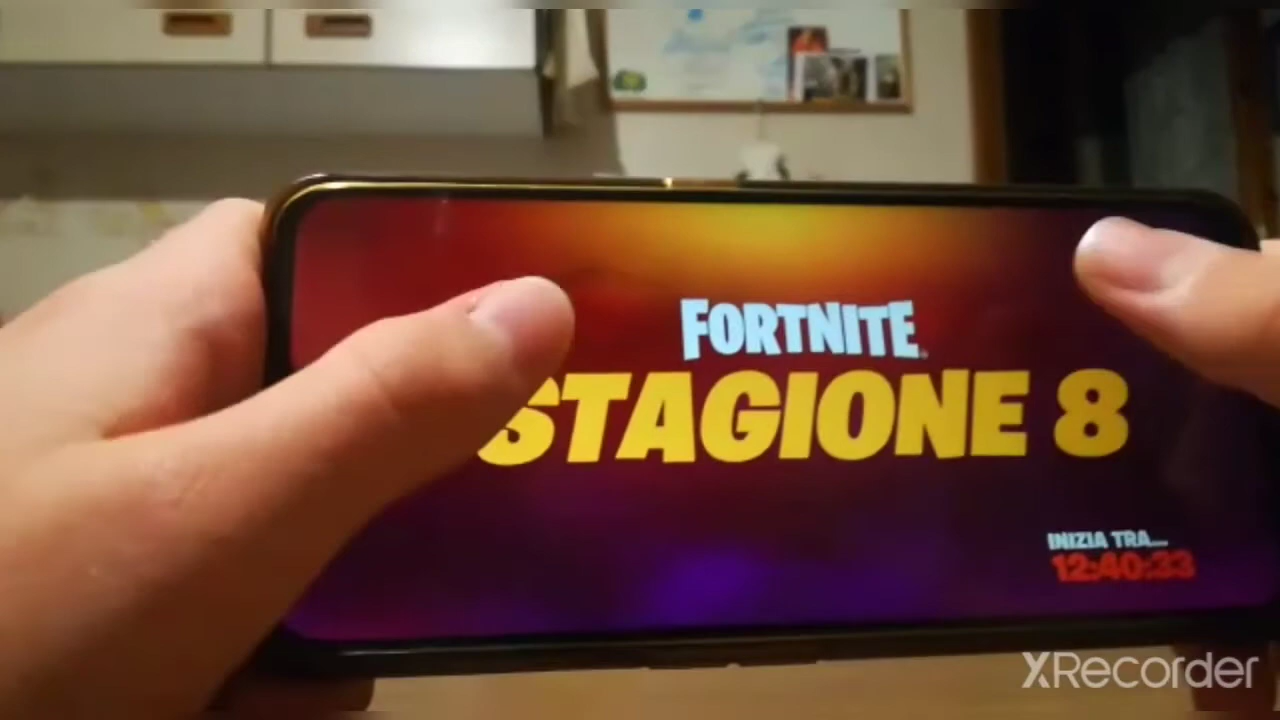 FORTNITE
STAGIONE 8
INIZIA TRA...
12:40:33
XRecorder